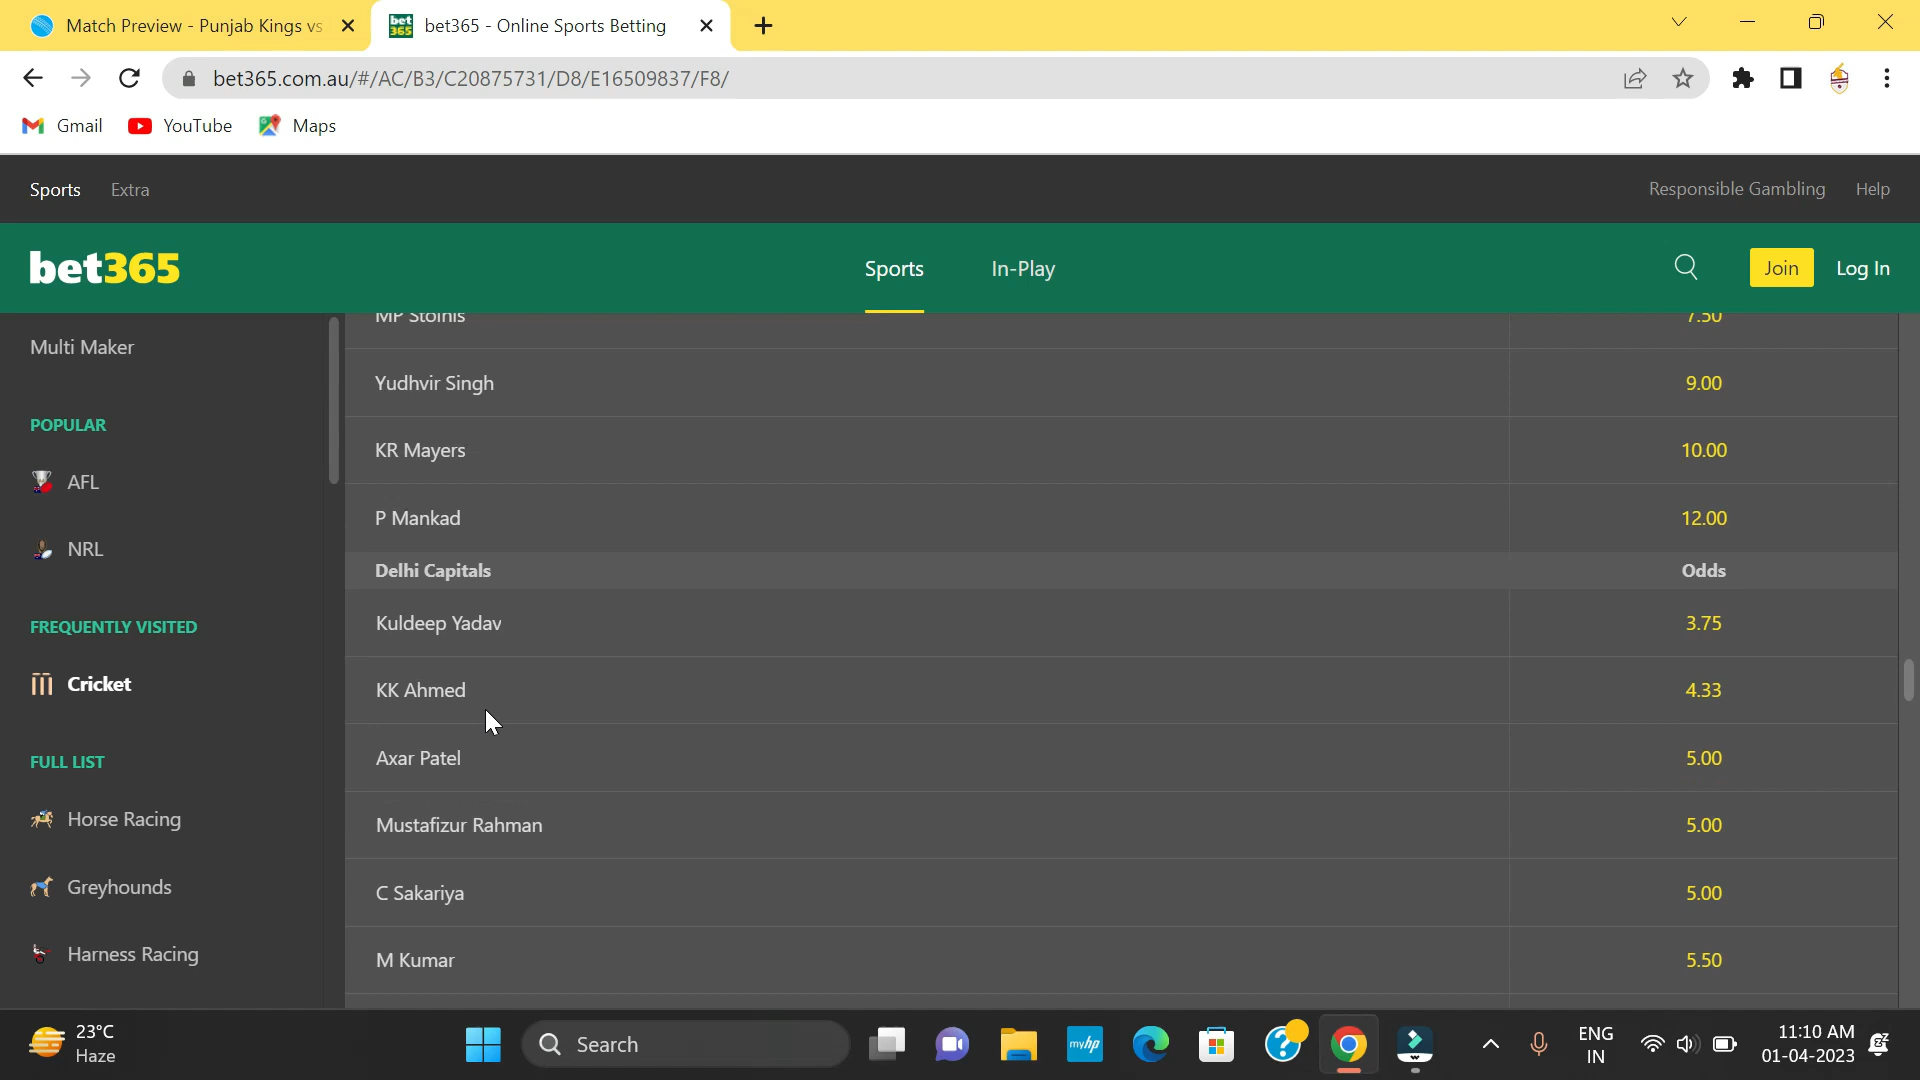 Match Preview - Punjab Kings vs
bet365 - Online Sports Betting
bet365.com.au/#/AC/B3/C20875731/D8/E16509837/F8/
Gmail
YouTube
Maps
Sports
Extra
Responsible Gambling
Help
bet365
Sports
In-Play
Join
Log In
Multi Maker
POPULAR
AFL
NRL
FREQUENTLY VISITED
Cricket
FULL LIST
Horse Racing
Greyhounds
Harness Racing
MP Stoinis 7.50
Yudhvir Singh 9.00
KR Mayers 10.00
P Mankad 12.00
Delhi Capitals Odds
Kuldeep Yadav 3.75
KK Ahmed 4.33
Axar Patel 5.00
Mustafizur Rahman 5.00
C Sakariya 5.00
M Kumar 5.50
23°C
Haze
Search
myhp
ENG
IN
11:10 AM
01-04-2023